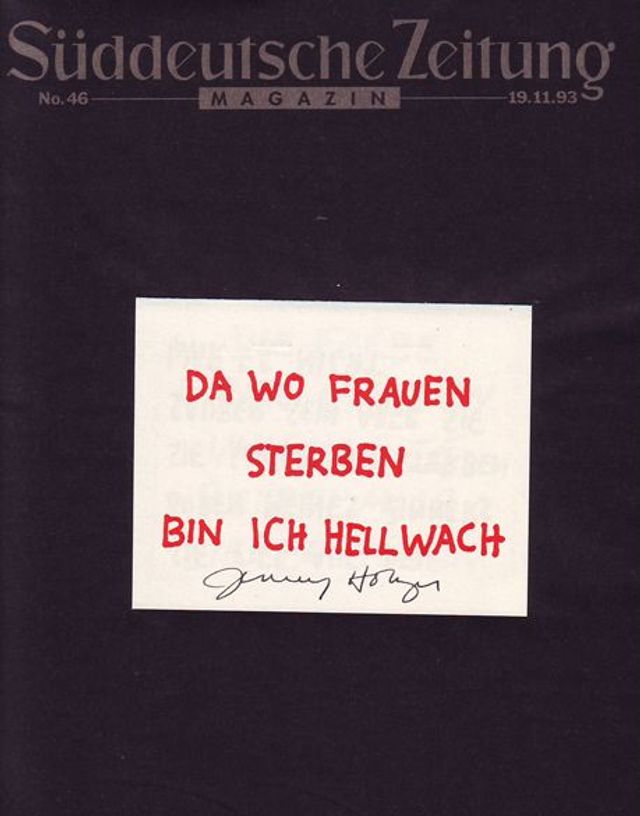 Süddeutsche Zeitung
No. 46 MAGAZIN 19.11.93
DA WO FRAUEN
STERBEN
BIN ICH HELLWACH
Jenny Holzer